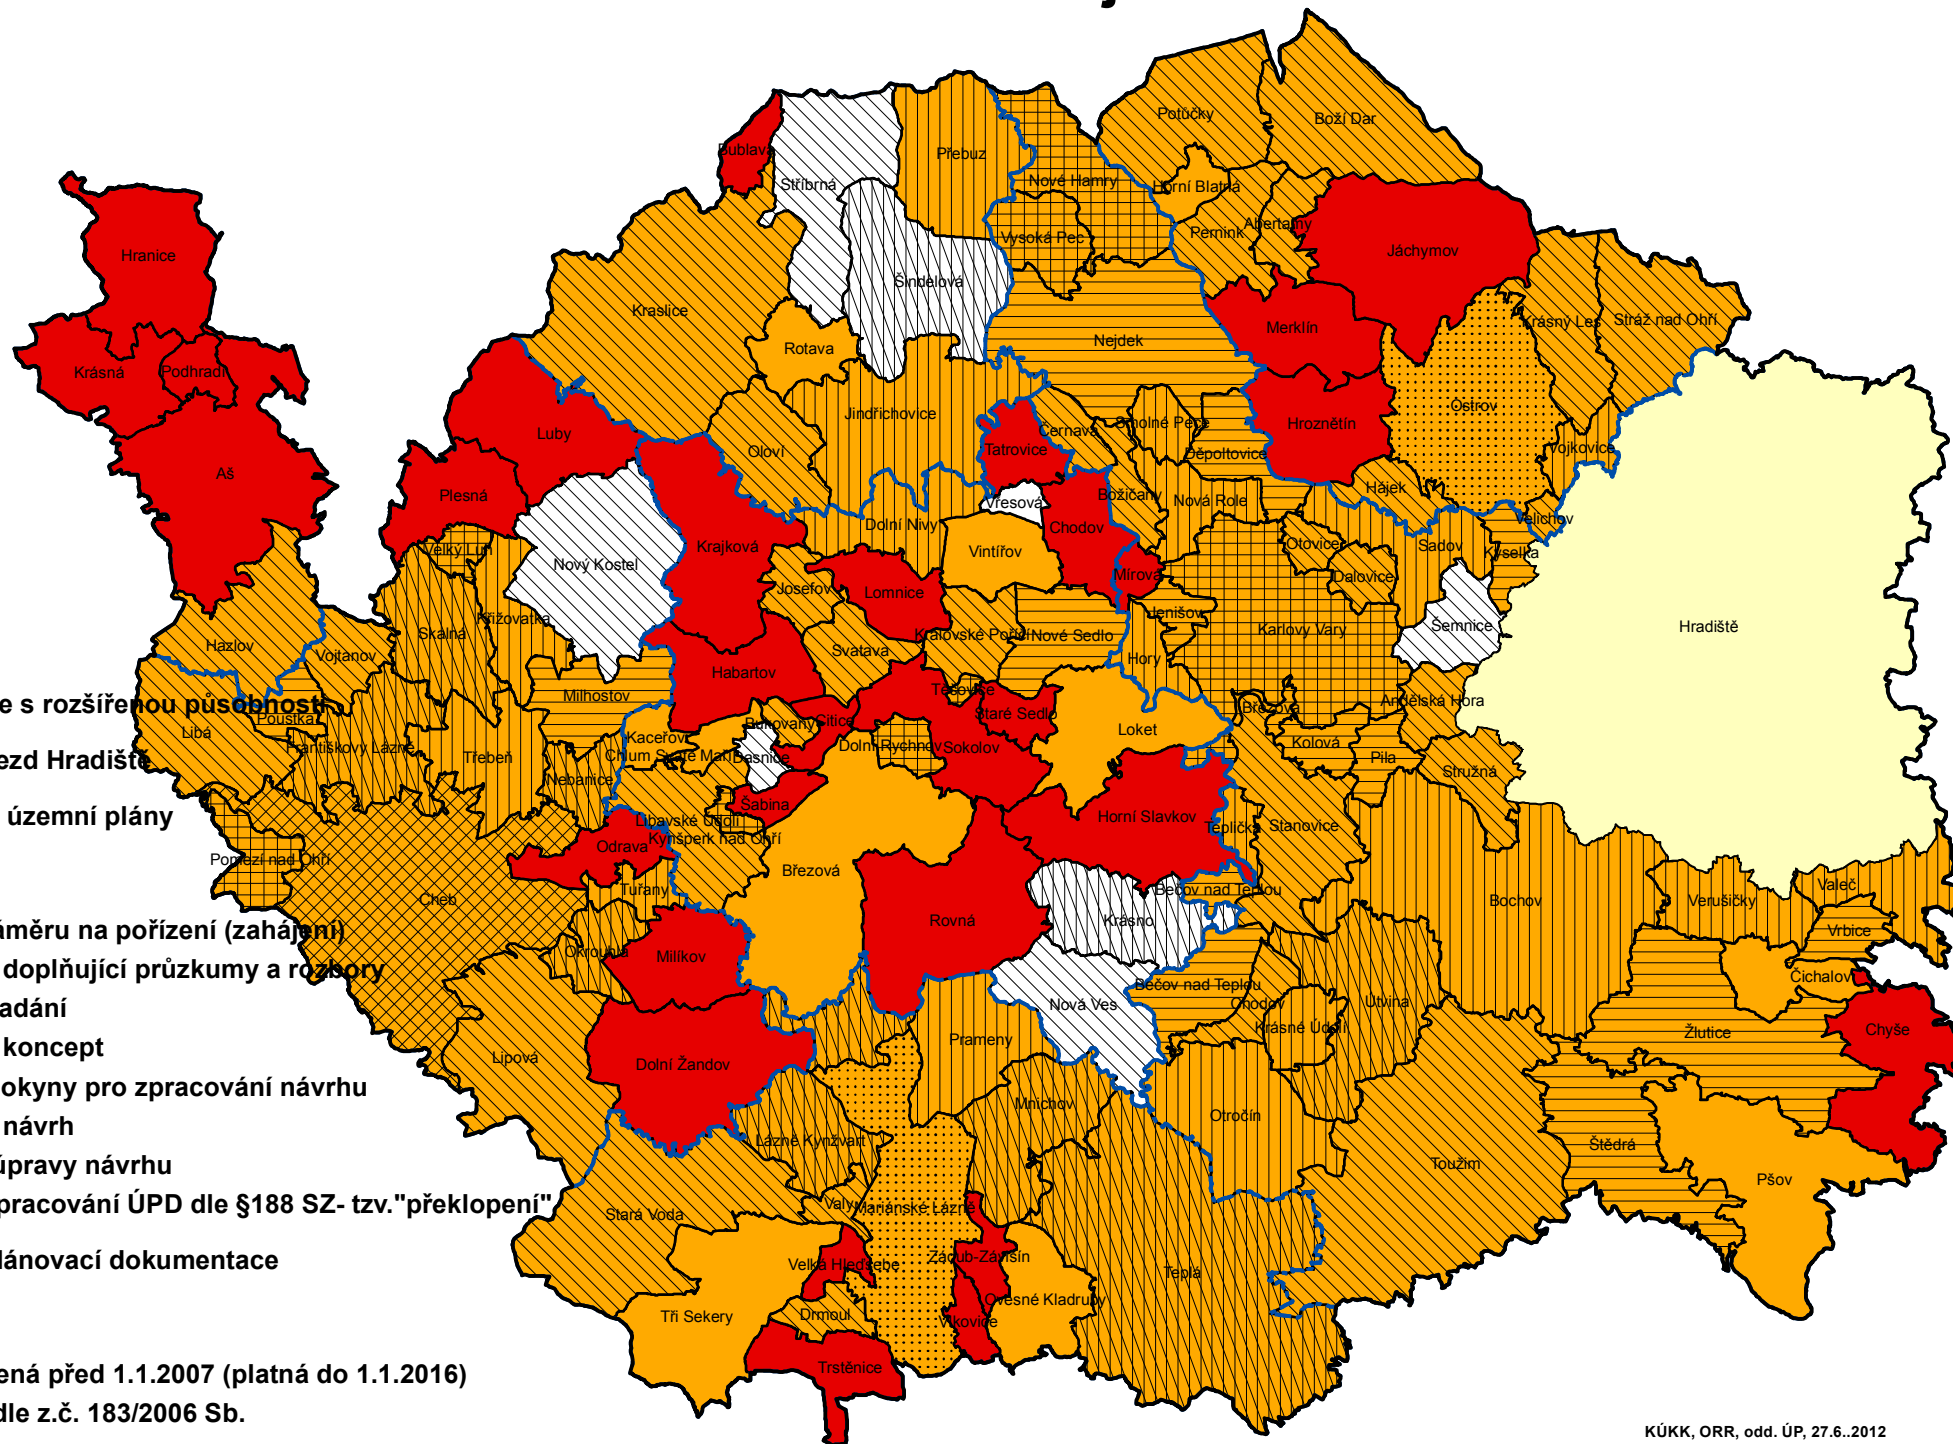 Potůčky
Boží Dar
Bublava
Přebuz
Stříbrná
Nové Hamry
Horní Blatná
Abertamy
Pernink
Vysoká Pec
Jáchymov
Hranice
Šindelová
Kraslice
Merklín
Krásný Les
Stráž nad Ohří
Nejdek
Rotava
Krásná
Podhradí
Jindřichovice
Ostrov
Luby
Smolné Pece
Hroznětín
Černava
Tatrovice
Oloví
Děpoltovice
Vojkovice
Aš
Plesná
Hájek
Božičany
Nová Role
Vřesová
Dolní Nivy
Chodov
Velichov
Krajková
Vintířov
Otovice
Sadov
Kyselka
Velký Luh
Nový Kostel
Mírová
Dalovice
Josefov
Lomnice
Jenišov
Křižovatka
Skalná
Královské Poříčí
Nové Sedlo
Karlovy Vary
Šemnice
Hradiště
Hazlov
Vojtanov
Svatava
Hory
Habartov
Milhostov
Těšovice
Andělská Hora
e s rozšířenou působností
Březová
Staré Sedlo
Poustka
Bukovany
Citice
Libá
Loket
Kaceřov
Františkovy Lázně
Dolní Rychnov
Sokolov
Kolová
Třebeň
Chlum Svaté Maří
Dasnice
Pila
ezd Hradiště
Nebanice
Stružná
Šabina
územní plány
Libavské Údolí
Horní Slavkov
Teplička
Stanovice
Kynšperk nad Ohří
Odrava
Pomezí nad Ohří
Březová
Tuřany
Bečov nad Teplou
Valeč
Cheb
Bochov
Verušičky
Rovná
Krásno
áměru na pořízení (zahájení)
Vrbice
Okrouhlá
Milíkov
doplňující průzkumy a rozbory
Čichalov
Bečov nad Teplou
Nová Ves
Chodov
Útvina
adání
Krásné Údolí
Chyše
Žlutice
Prameny
koncept
Lipová
Dolní Žandov
okyny pro zpracování návrhu
Mnichov
Otročín
návrh
Lázně Kynžvart
Štědrá
úpravy návrhu
Toužim
Pšov
pracování ÚPD dle §188 SZ- tzv."překlopení"
Valy
Mariánské Lázně
Stará Voda
lánovací dokumentace
Zádub-Závišín
Velká Hleďsebe
Teplá
Ovesné Kladruby
Tři Sekery
Drmoul
Vlkovice
Trstěnice
ená před 1.1.2007 (platná do 1.1.2016)
dle z.č. 183/2006 Sb.
KÚKK, ORR, odd. ÚP, 27.6..2012